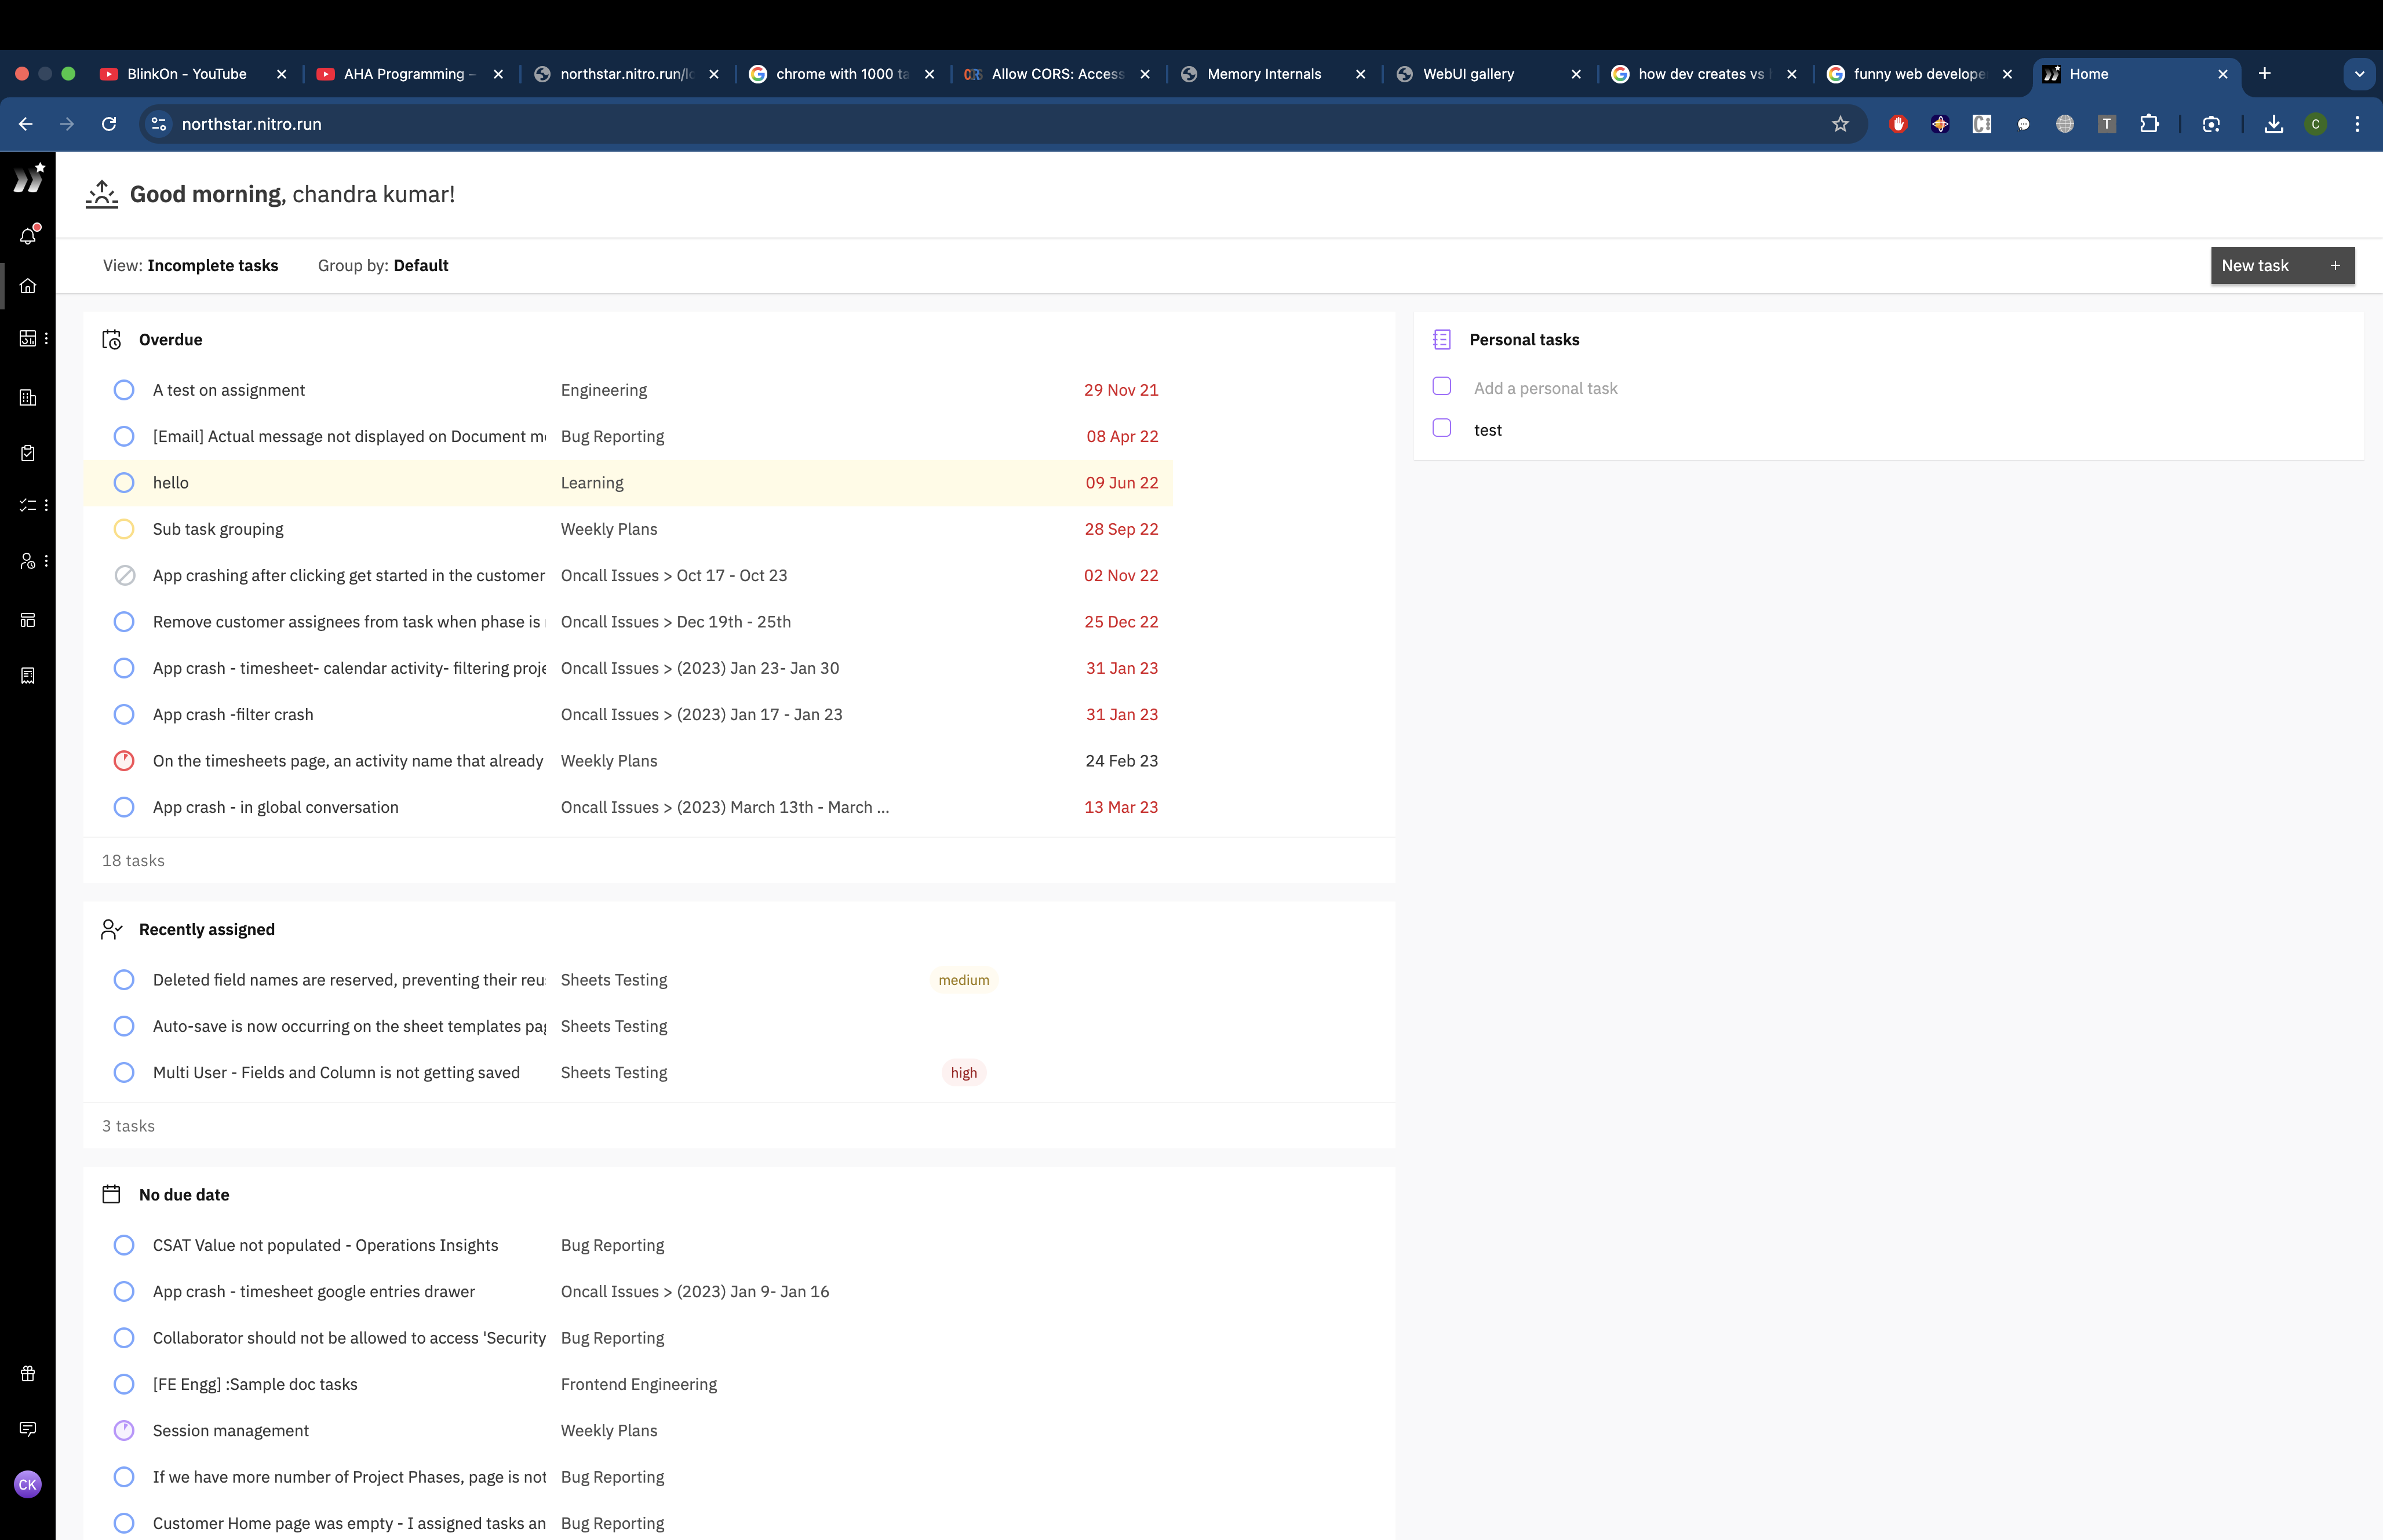 BlinkOn - YouTube
AHA Programming –
northstar.nitro.run/lo
chrome with 1000 ta
CORS Allow CORS: Access
Memory Internals
WebUI gallery
how dev creates vs
funny web develope
Home
northstar.nitro.run
T
C
Good morning, chandra kumar!
View: Incomplete tasks Group by: Default
New task +
Overdue
A test on assignment Engineering 29 Nov 21
[Email] Actual message not displayed on Document Bug Reporting 08 Apr 22
hello Learning 09 Jun 22
Sub task grouping Weekly Plans 28 Sep 22
App crashing after clicking get started in the customer Oncall Issues > Oct 17 - Oct 23 02 Nov 22
Remove customer assignees from task when phase is Oncall Issues > Dec 19th - 25th 25 Dec 22
App crash - timesheet- calendar activity- filtering proje Oncall Issues > (2023) Jan 23- Jan 30 31 Jan 23
App crash -filter crash Oncall Issues > (2023) Jan 17 - Jan 23 31 Jan 23
On the timesheets page, an activity name that already Weekly Plans 24 Feb 23
App crash - in global conversation Oncall Issues > (2023) March 13th - March ... 13 Mar 23
18 tasks
Personal tasks
Add a personal task
test
Recently assigned
Deleted field names are reserved, preventing their reu Sheets Testing medium
Auto-save is now occurring on the sheet templates pag Sheets Testing
Multi User - Fields and Column is not getting saved Sheets Testing high
3 tasks
No due date
CSAT Value not populated - Operations Insights Bug Reporting
App crash - timesheet google entries drawer Oncall Issues > (2023) Jan 9- Jan 16
Collaborator should not be allowed to access 'Security Bug Reporting
[FE Engg] :Sample doc tasks Frontend Engineering
Session management Weekly Plans
If we have more number of Project Phases, page is not Bug Reporting
Customer Home page was empty - I assigned tasks an Bug Reporting
CK